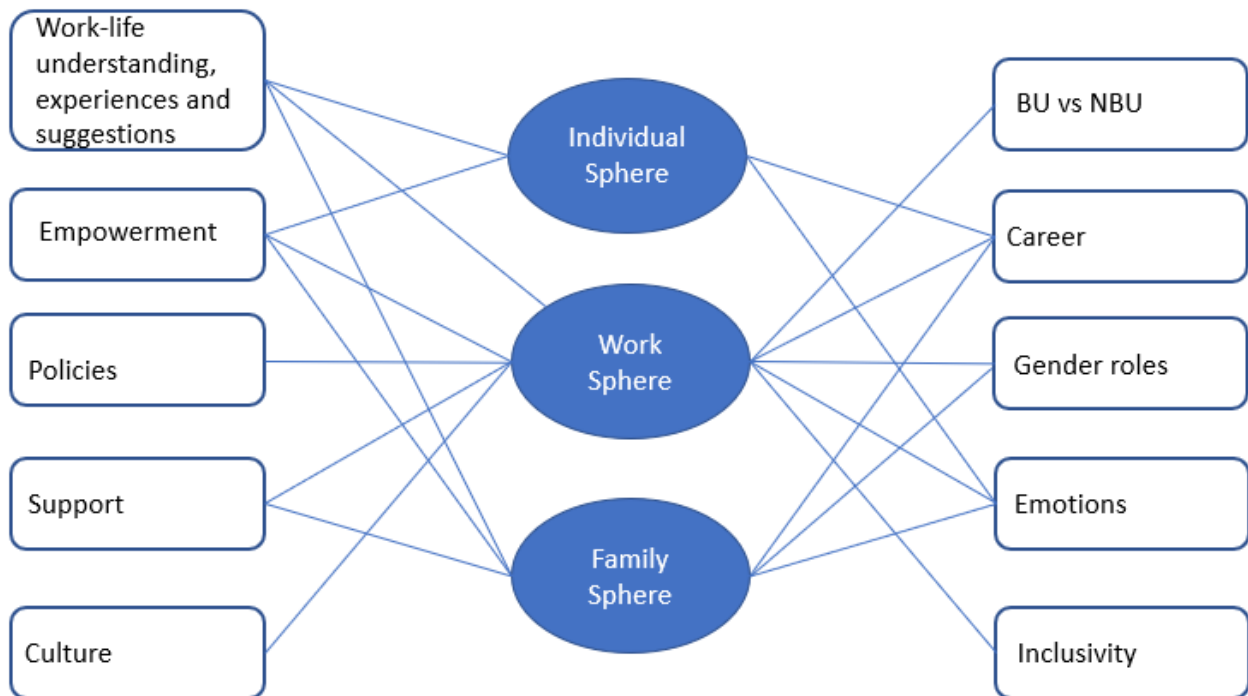 Work-life
understanding,
experiences and
suggestions
Empowerment
Policies
Support
Culture
Individual
Sphere
Work
Sphere
Family
Sphere
BU vs NBU
Career
Gender roles
Emotions
Inclusivity